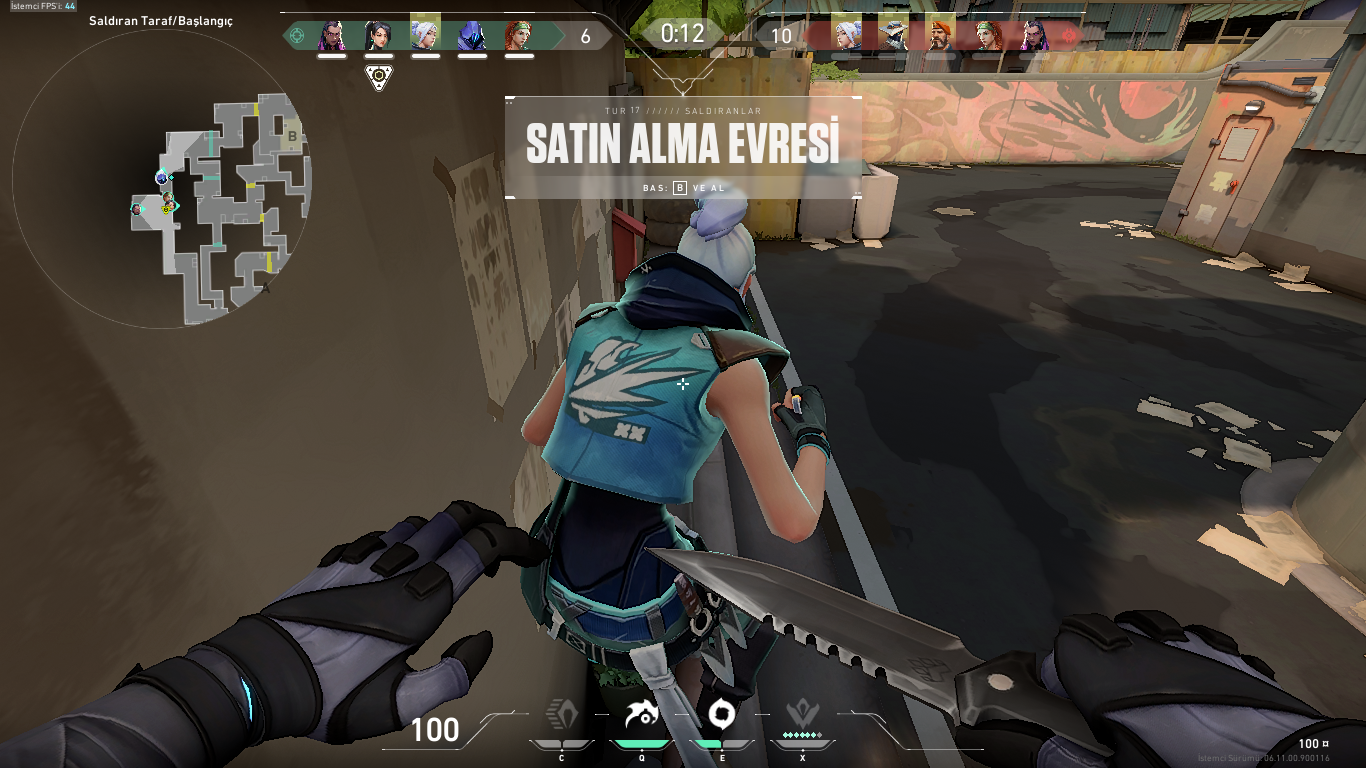 İstemci FPS'i: 44
Saldıran Taraf/Başlangıç
6
0:12
10
TUR 17 ////// SALDIRANLAR
SATIN ALMA EVRESİ
BAS: B VE AL
B
A
XX
100
C
Q
E
X
100 ¤
İstemci Sürümü: 06.11.00.900116